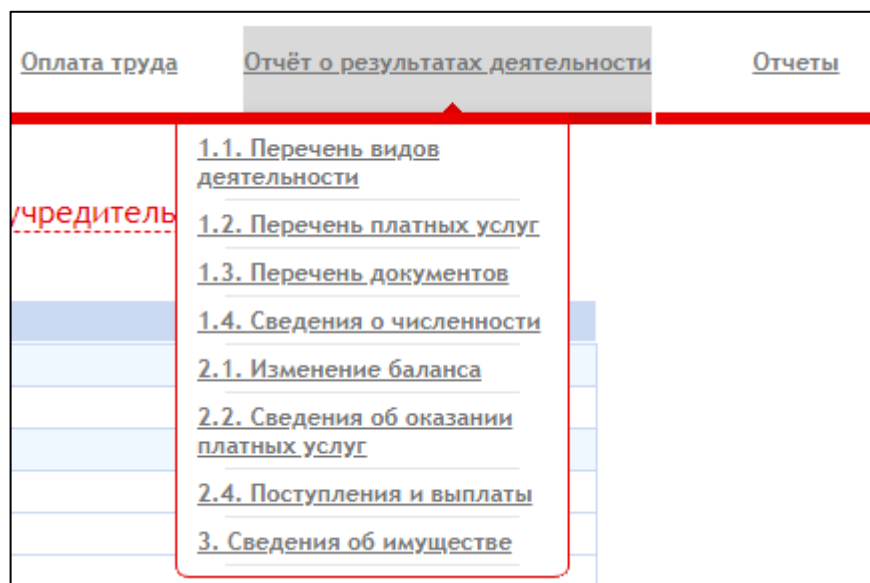 Оплата труда Отчёт о результатах деятельности Отчеты
учредитель
1.1. Перечень видов
деятельности
1.2. Перечень платных услуг
1.3. Перечень документов
1.4. Сведения о численности
2.1. Изменение баланса
2.2. Сведения об оказании
платных услуг
2.4. Поступления и выплаты
3. Сведения об имуществе